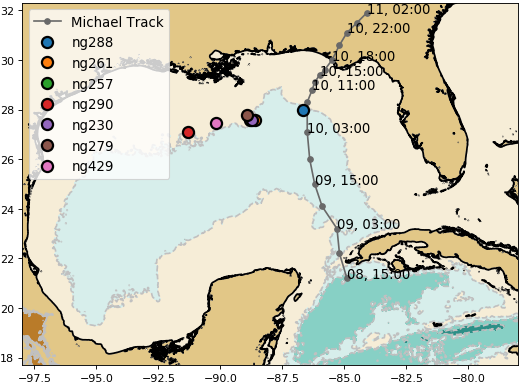 32
30
28
26
24
22
20
18
Michael Track
ng288
ng261
ng257
ng290
ng230
ng279
ng429
11, 02:00
10, 22:00
10, 18:00
10, 15:00
10, 11:00
10, 03:00
09, 15:00
09, 03:00
08, 15:00
−97.5 −95.0 −92.5 −90.0 −87.5 −85.0 −82.5 −80.0